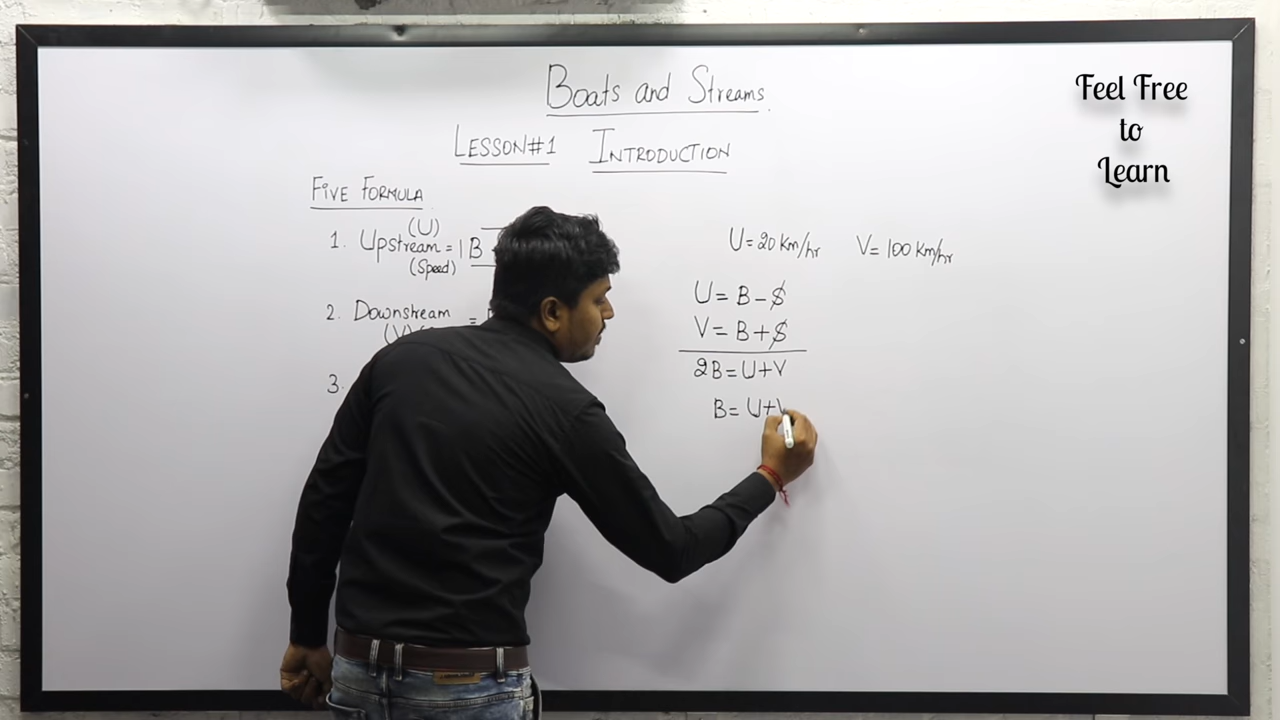 Boats and Streams.
LESSON#1 INTRODUCTION
Feel Free
to
Learn
FIVE FORMULA
(U)
1. Upstream = | B
(Speed)
2. Downstream =
(V)
3.
U=20 Km/hr V=100 Km/hr
U=B-S
V=B+S
2B=U+V
B=U+V